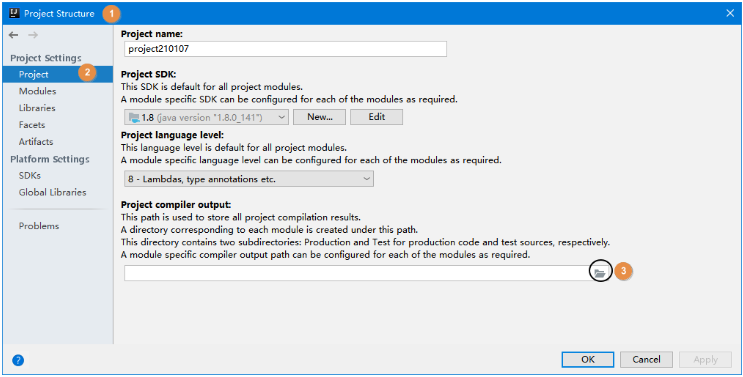 Project Structure 1
Project Settings
Project 2
Modules
Libraries
Facets
Artifacts
Platform Settings
SDKs
Global Libraries
Problems
Project name:
project210107
Project SDK:
This SDK is default for all project modules.
A module specific SDK can be configured for each of the modules as required.
1.8 (java version "1.8.0_141") New... Edit
Project language level:
This language level is default for all project modules.
A module specific language level can be configured for each of the modules as required.
8 - Lambdas, type annotations etc.
Project compiler output:
This path is used to store all project compilation results.
A directory corresponding to each module is created under this path.
This directory contains two subdirectories: Production and Test for production code and test sources, respectively.
A module specific compiler output path can be configured for each of the modules as required.
3
? OK Cancel Apply